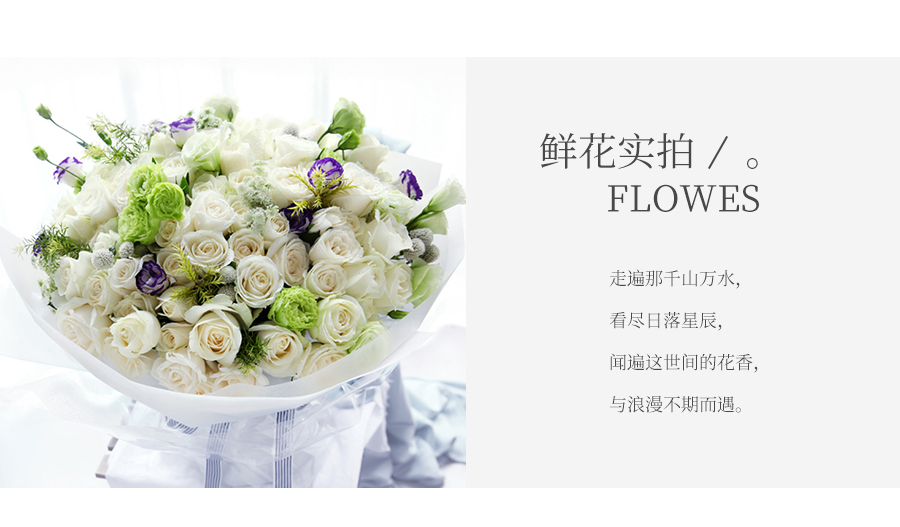 鲜花实拍 / 。
FLOWES
走遍那千山万水，
看尽日落星辰，
闻遍这世间的花香，
与浪漫不期而遇。